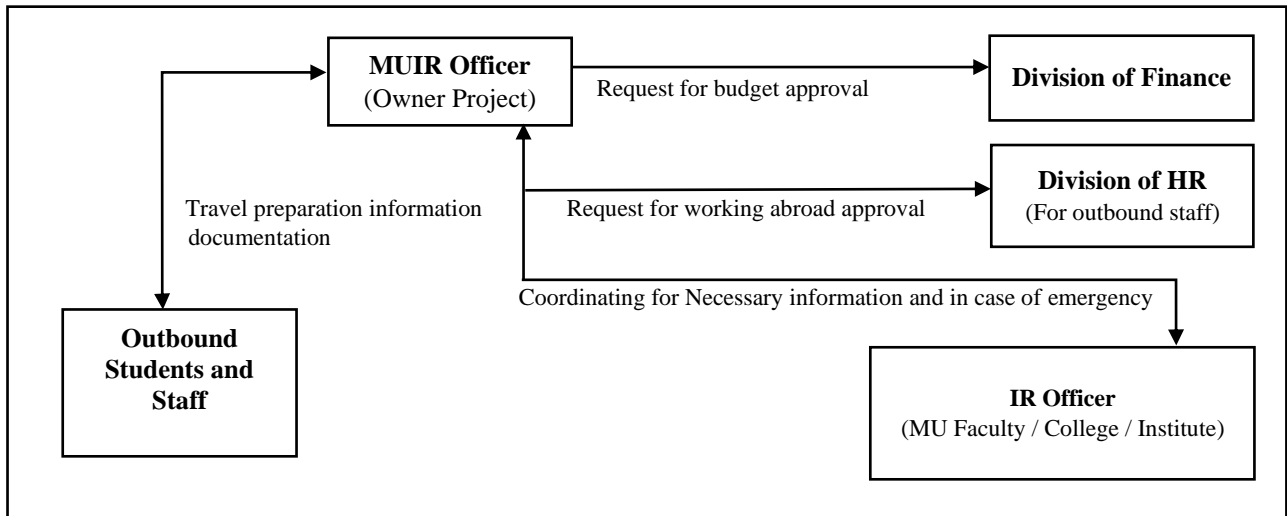 MUIR Officer
(Owner Project)
Request for budget approval
Division of Finance
Division of HR
(For outbound staff)
Travel preparation information
documentation
Request for working abroad approval
Coordinating for Necessary information and in case of emergency
Outbound
Students and
Staff
IR Officer
(MU Faculty / College / Institute)